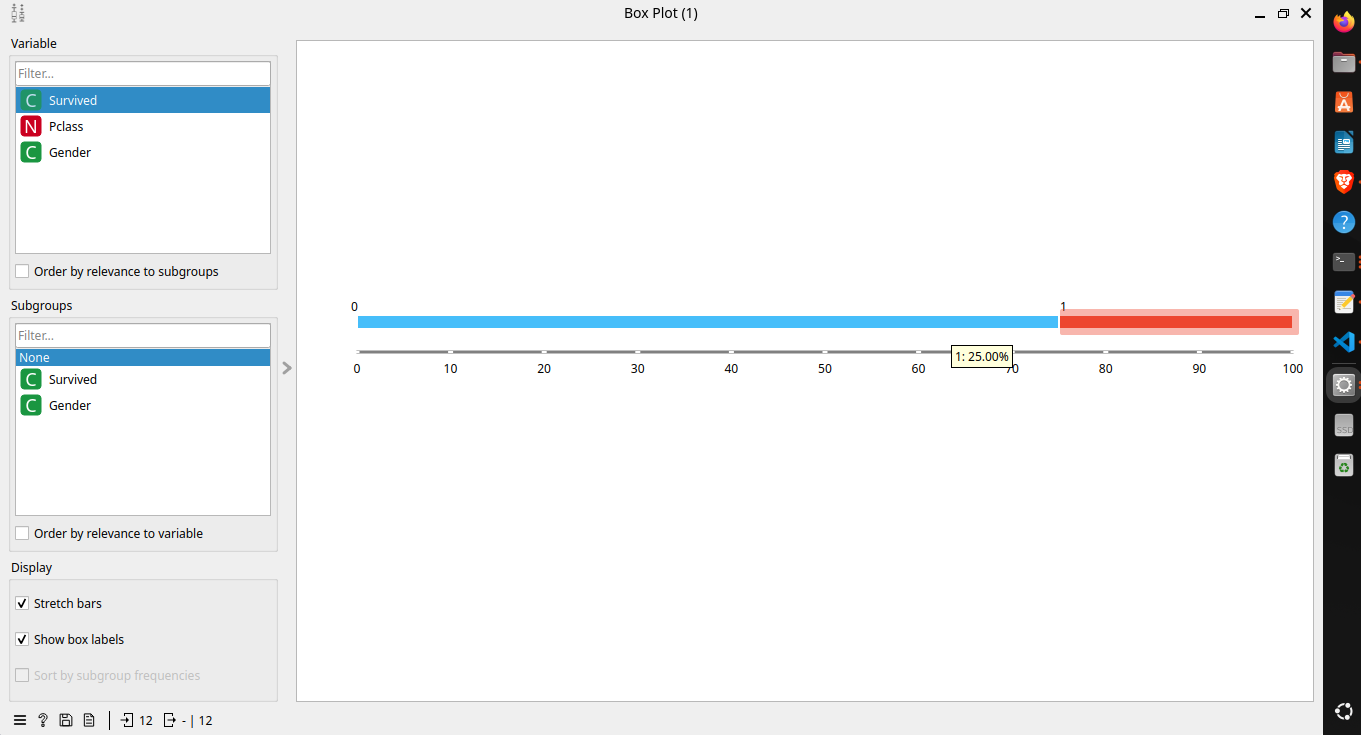 Box Plot (1)
Variable
Filter...
C Survived
N Pclass
C Gender
Order by relevance to subgroups
Subgroups
Filter...
None
C Survived
C Gender
Order by relevance to variable
Display
Stretch bars
Show box labels
Sort by subgroup frequencies
? 12 - | 12
0 1
1: 25.00%
0 10 20 30 40 50 60 70 80 90 100
A
?
>_
SSD